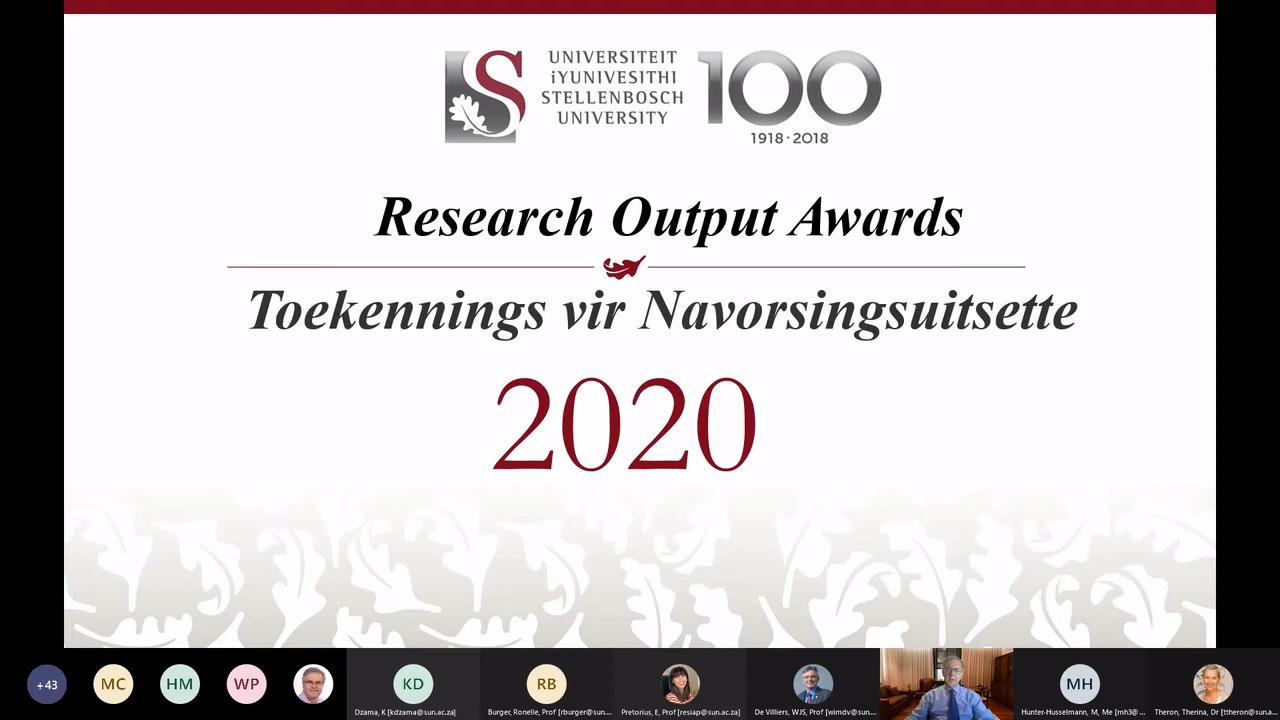 UNIVERSITEIT
iYUNIVESITHI
STELLENBOSCH
UNIVERSITY
100
1918·2018
Research Output Awards
Toekennings vir Navorsingsuitsette
2020
+43
MC
HM
WP
KD
RB
MH
Dzama, K [kdzama@sun.ac.za]
Burger, Ronelle, Prof [rburger@sun....
Pretorius, E, Prof [resiap@sun.ac.za]
De Villiers, WJS, Prof [wimdv@sun....
Hunter-Husselmann, M, Me [mh3@ ...
Theron, Therina, Dr [ttheron@sun.a...